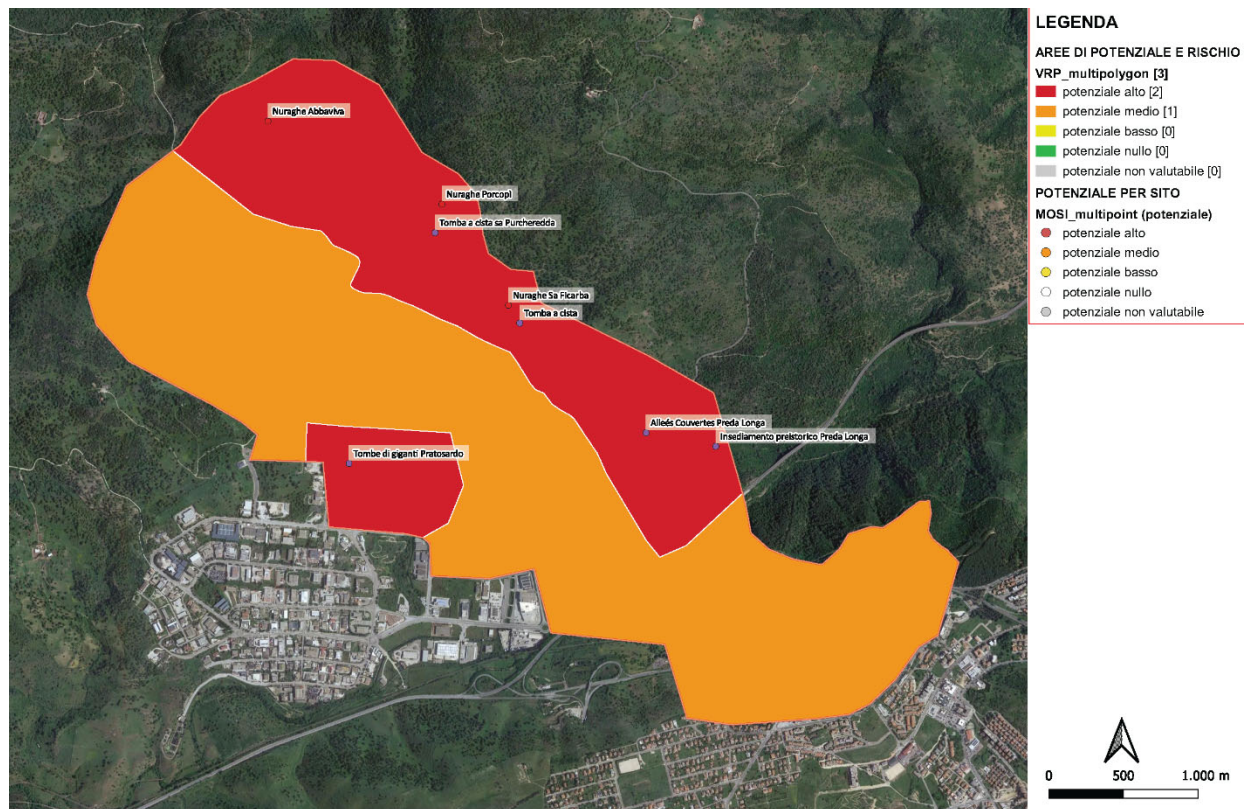 Nuraghe Abbaviva
Nuraghe Porcopì
Tomba a cista sa Purcheredda
Nuraghe Sa Ficarba
Tomba a cista
Alleés Couvertes Preda Longa
Insediamento preistorico Preda Longa
Tombe di giganti Pratosardo
LEGENDA
AREE DI POTENZIALE E RISCHIO
VRP_multipolygon [3]
potenziale alto [2]
potenziale medio [1]
potenziale basso [0]
potenziale nullo [0]
potenziale non valutabile [0]
POTENZIALE PER SITO
MOSI_multipoint (potenziale)
potenziale alto
potenziale medio
potenziale basso
potenziale nullo
potenziale non valutabile
0 500 1.000 m